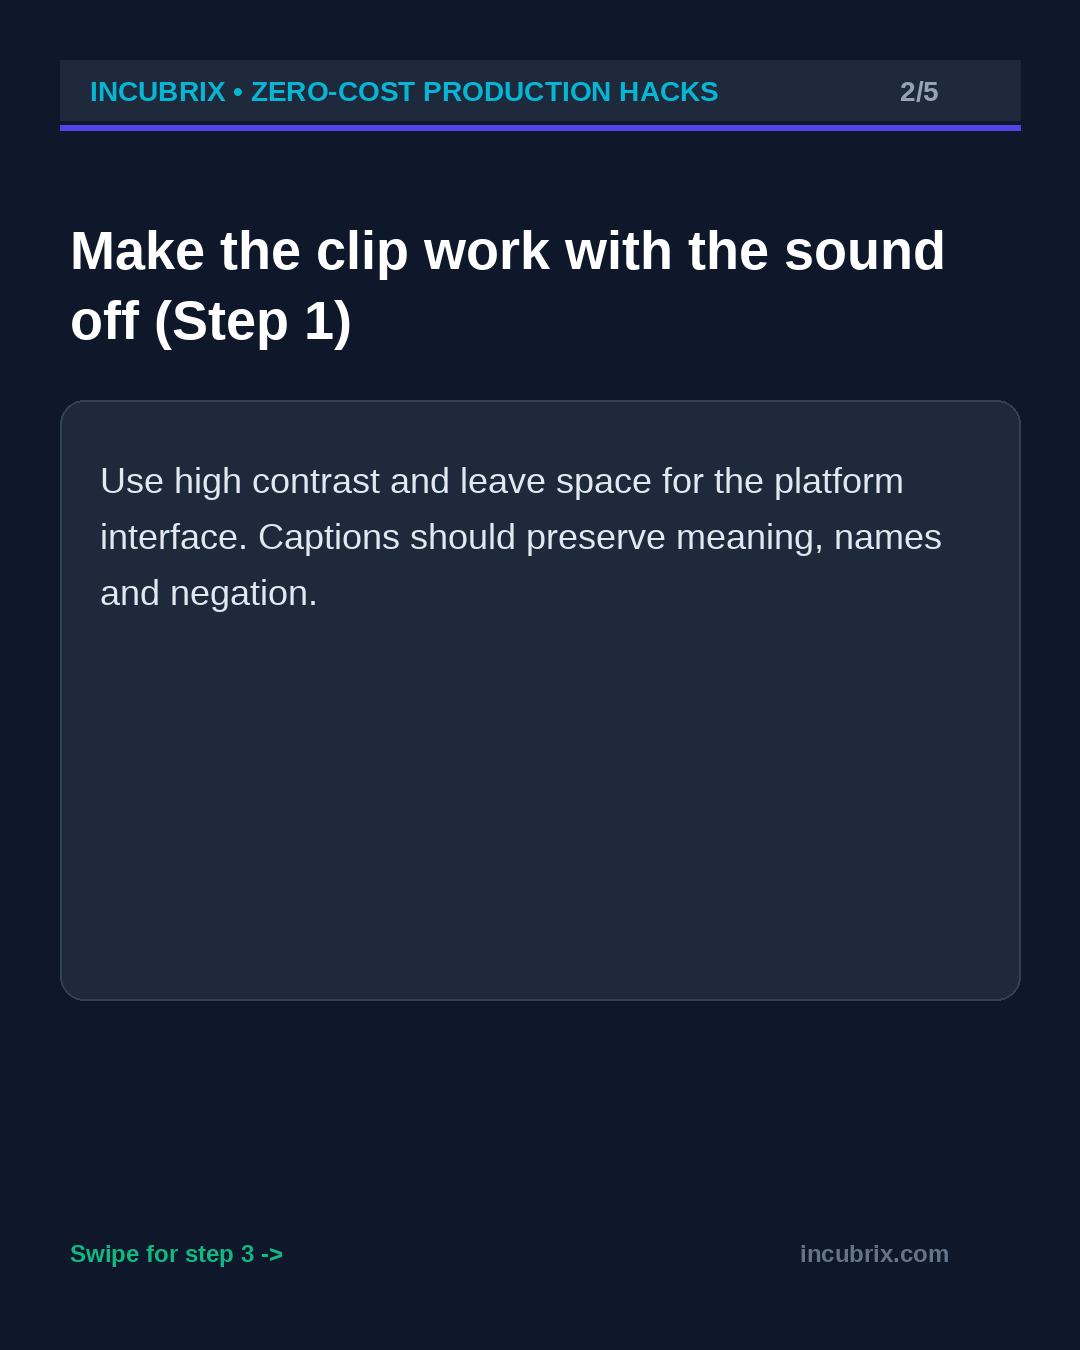 INCUBRIX • ZERO-COST PRODUCTION HACKS
2/5
Make the clip work with the sound
off (Step 1)
Use high contrast and leave space for the platform
interface. Captions should preserve meaning, names
and negation.
Swipe for step 3 ->
incubrix.com